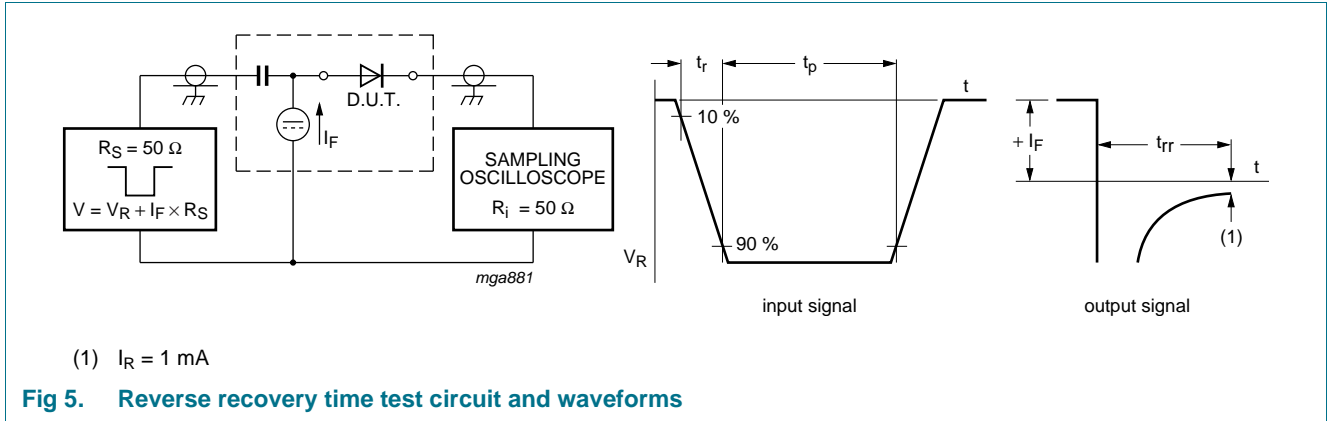 D.U.T.
I_F
R_S = 50 Ω
V = V_R + I_F × R_S
SAMPLING
OSCILLOSCOPE
R_i = 50 Ω
mga881
t_r
t_p
t
10 %
90 %
V_R
input signal
+ I_F
t_rr
t
(1)
output signal
(1) I_R = 1 mA
Fig 5. Reverse recovery time test circuit and waveforms